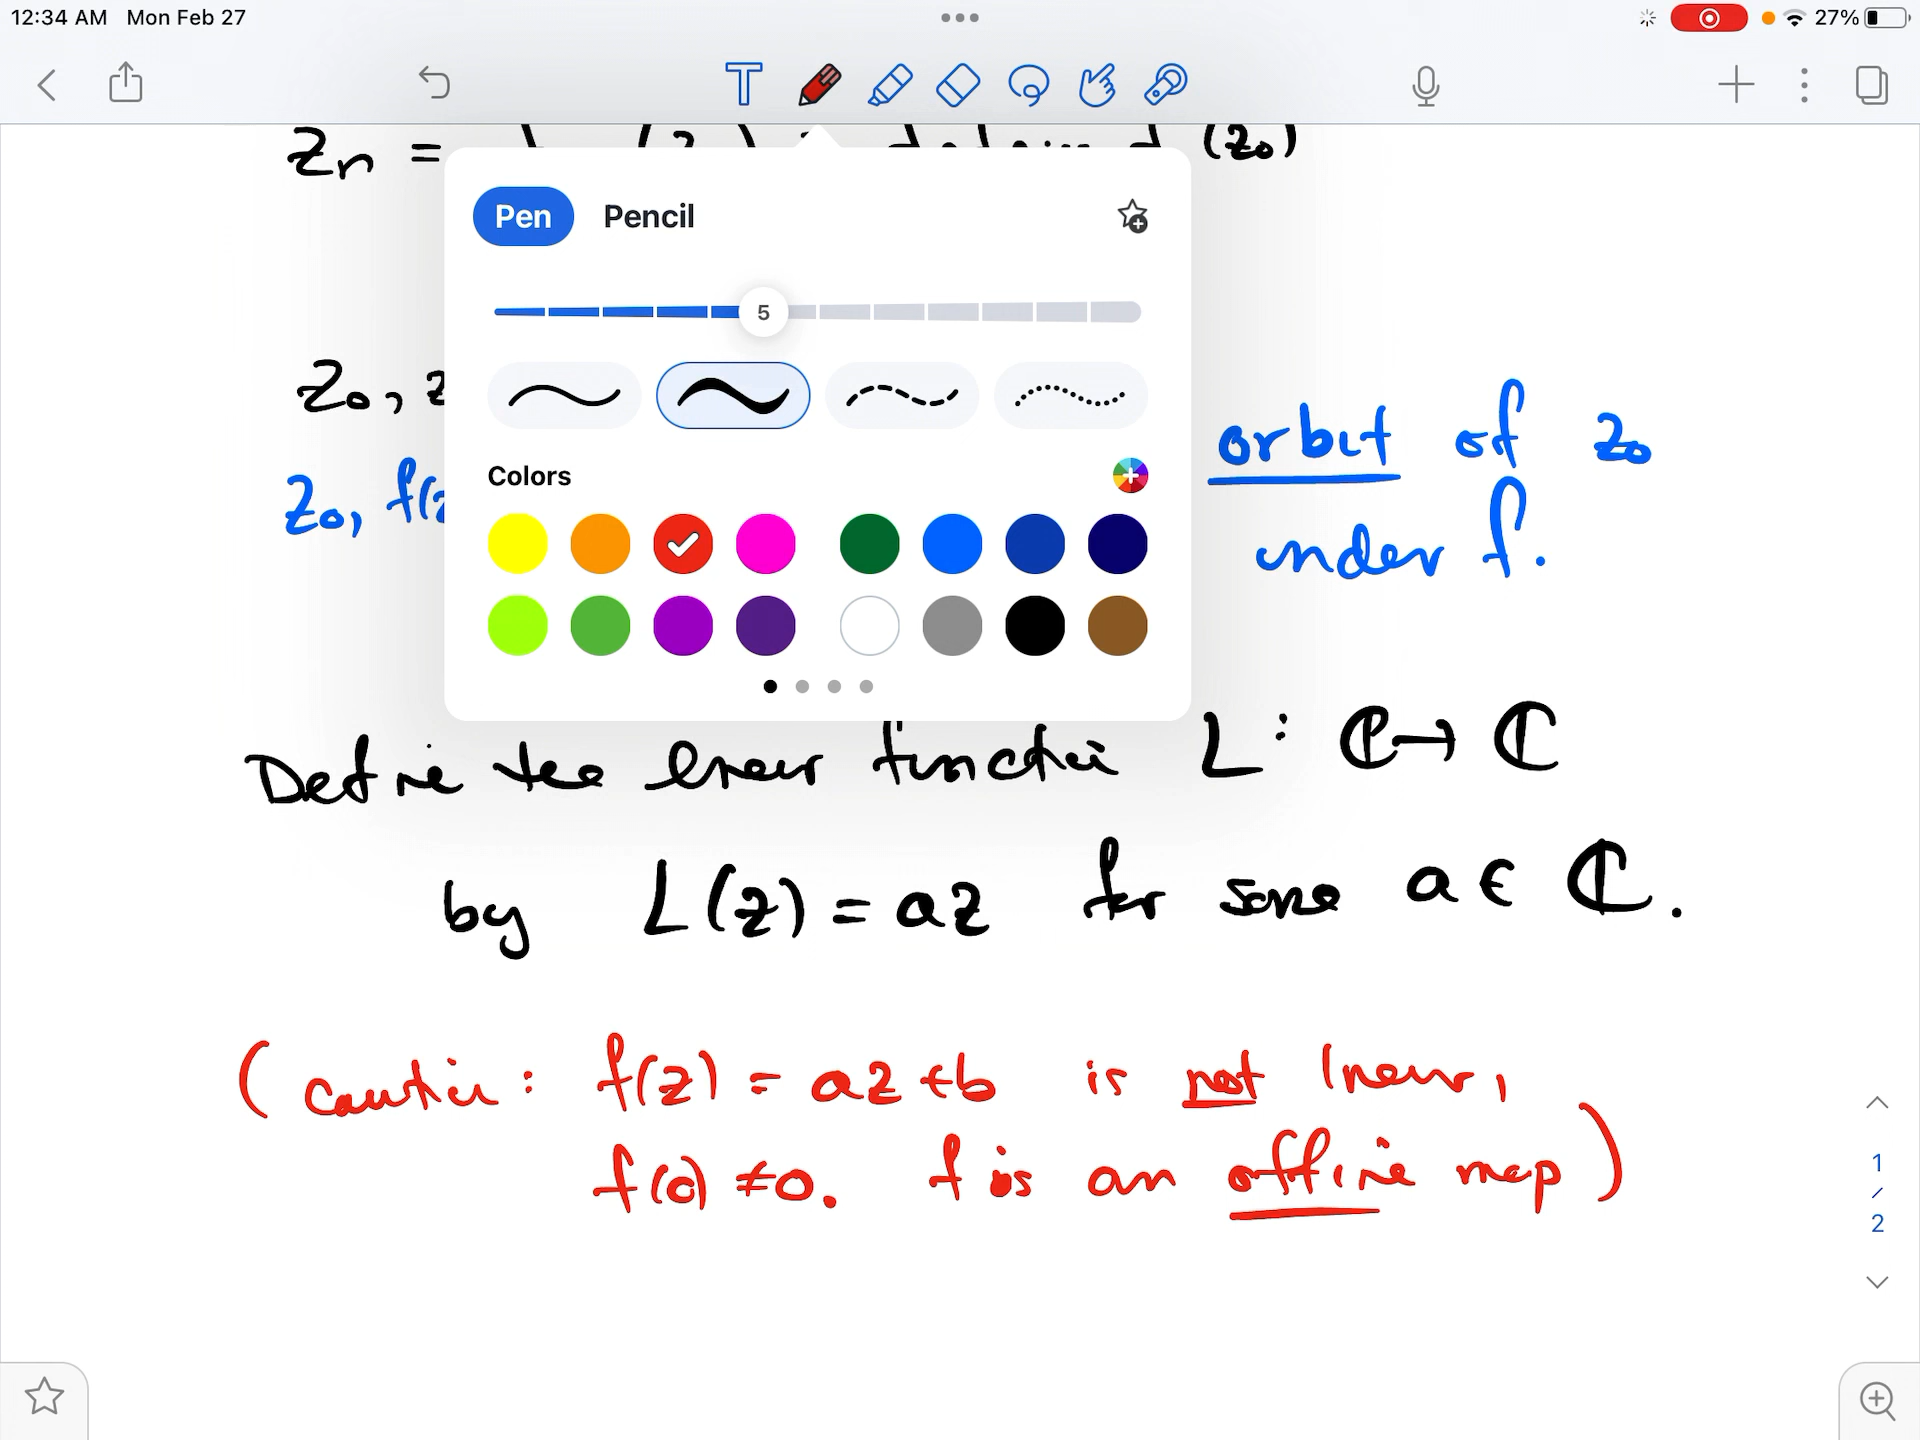 12:34 AM Mon Feb 27
27%
T
Zn = (z0)
Pen Pencil
5
z0, z
orbit of z0
Colors
z0, f(z
under f.
Define the linear function L : ℂ → ℂ
by L(z) = az for some a ∈ ℂ.
(caution: f(z) = az + b is not linear,
f(0) ≠ 0. f is an affine map)
1
/
2